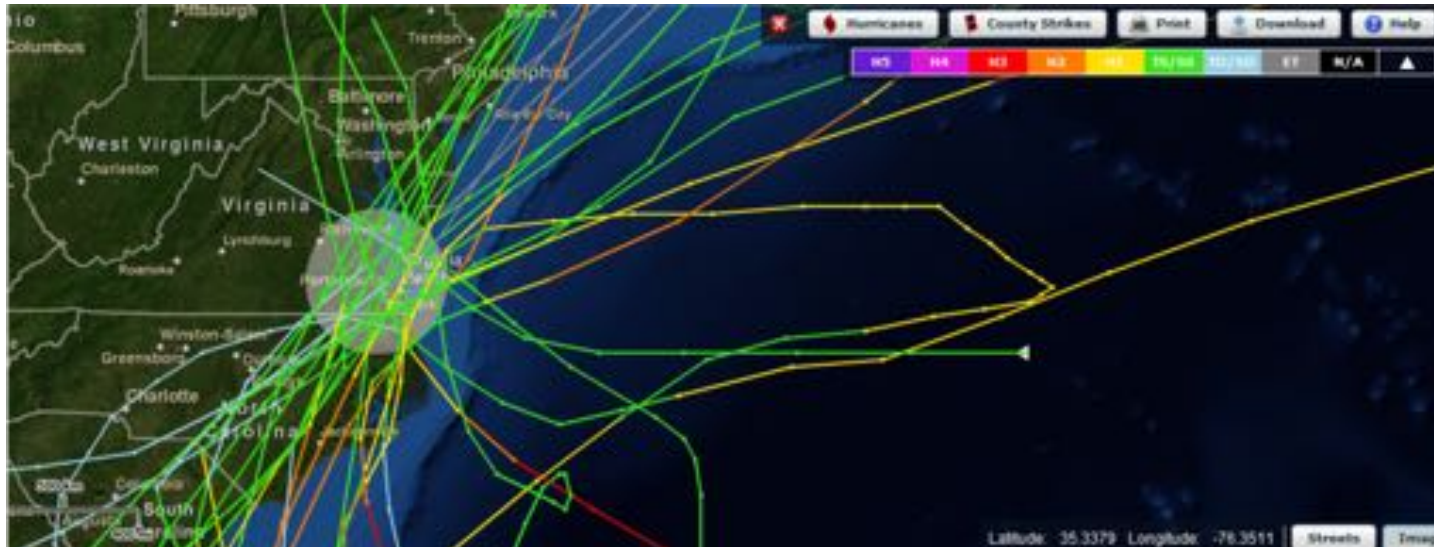 Pittsburgh
Hurricanes
County Strikes
Print
Download
Help
Columbus
Trenton
Philadelphia
H5
H4
H3
H2
H1
TS/SS
TD/SD
ET
N/A
Baltimore
Washington
Arlington
West Virginia
Charleston
Virginia
Lynchburg
Roanoke
Winston-Salem
Greensboro
Charlotte
North
Carolina
South
Latitude: 35.3379 Longitude: -76.3511
Streets